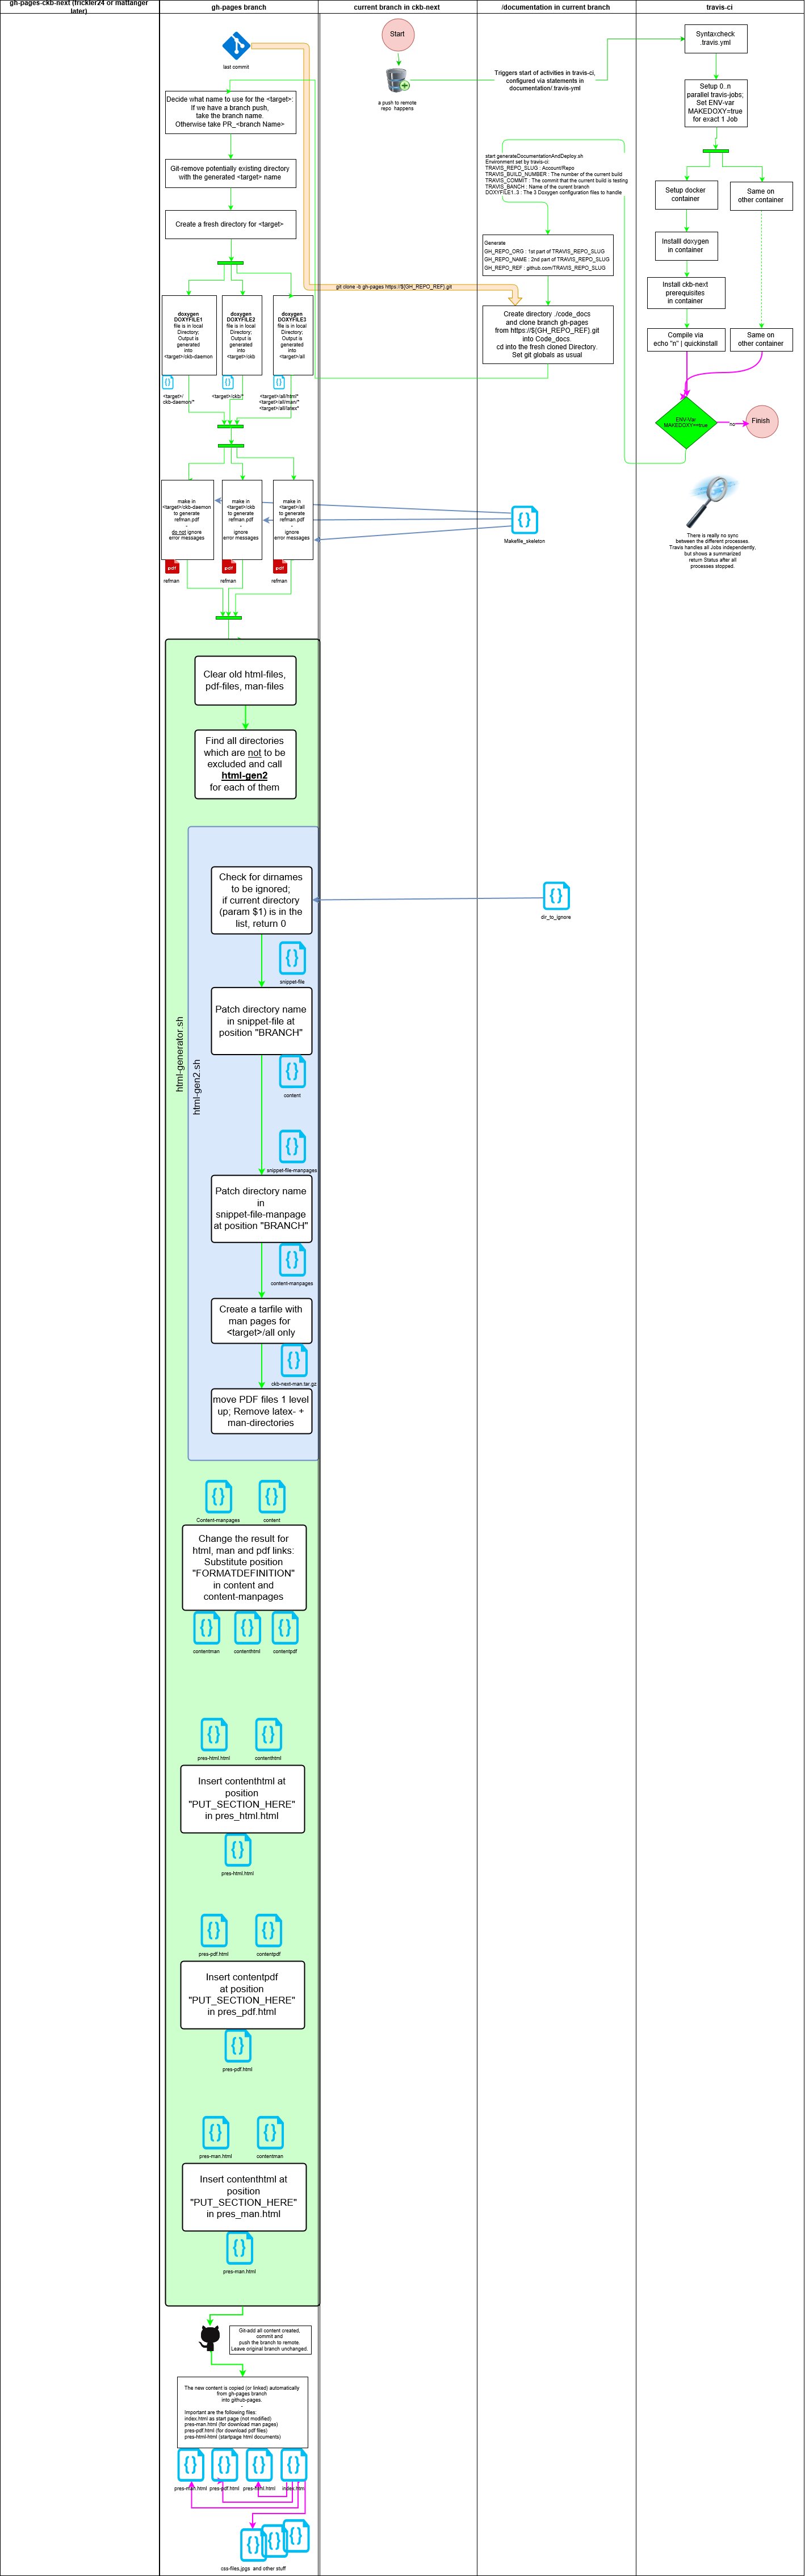 gh-pages-ckb-next (frickler24 or mattanger
later)
gh-pages branch
current branch in ckb-next
/documentation in current branch
travis-ci
last commit
Start
a push to remote
repo happens
Triggers start of activities in travis-ci,
configured via statements in
documentation/.travis-yml
Syntaxcheck
.travis.yml
Setup 0..n
parallel travis-jobs;
Set ENV-var
MAKEDOXY=true
for exact 1 Job
Setup docker
container
Same on
other container
Installl doxygen
in container
Install ckb-next
prerequisites
in container
Compile via
echo "n" | quickinstall
Same on
other container
ENV-Var
MAKEDOXY==true
no
Finish
There is really no sync
between the different processes.
Travis handles all Jobs independently,
but shows a summarized
return Status after all
processes stopped.
start generateDocumentationAndDeploy.sh
Environment set by travis-ci:
TRAVIS_REPO_SLUG : Account/Repo
TRAVIS_BUILD_NUMBER : The number of the current build
TRAVIS_COMMIT : The commit that the current build is testing
TRAVIS_BANCH : Name of the curent branch
DOXYFILE1..3 : The 3 Doxygen configuration files to handle
Generate
GH_REPO_ORG : 1st part of TRAVIS_REPO_SLUG
GH_REPO_NAME : 2nd part of TRAVIS_REPO_SLUG
GH_REPO_REF : github.com/TRAVIS_REPO_SLUG
git clone -b gh-pages https://${GH_REPO_REF}.git
Create directory ./code_docs
and clone branch gh-pages
from https://${GH_REPO_REF}.git
into Code_docs.
cd into the fresh cloned Directory.
Set git globals as usual
Decide what name to use for the <target>:
If we have a branch push,
take the branch name.
Otherwise take PR_<branch Name>
Git-remove potentially existing directory
with the generated <target> name
Create a fresh directory for <target>
doxygen
DOXYFILE1
file is in local
Directory;
Output is
generated
into
<target>/ckb-daemon
doxygen
DOXYFILE2
file is in local
Directory;
Output is
generated
into
<target>/ckb
doxygen
DOXYFILE3
file is in local
Directory;
Output is
generated
into
<target>/all
<target>/
ckb-daemon/*
<target>/ckb/*
<target>/all/html*
<target>/all/man/*
<target>/all/latex*
make in
<target>/ckb-daemon
to generate
refman.pdf
-
do not ignore
error messages
make in
<target>/ckb
to generate
refman.pdf
-
ignore
error messages
make in
<target>/all
to generate
refman.pdf
-
ignore
error messages
pdf
pdf
pdf
refman
refman
refman
Makefile_skeleton
Clear old html-files,
pdf-files, man-files
Find all directories
which are not to be
excluded and call
html-gen2
for each of them
html-generator.sh
html-gen2.sh
Check for dirnames
to be ignored;
if current directory
(param $1) is in the
list, return 0
dir_to_ignore
snippet-file
Patch directory name
in snippet-file at
position "BRANCH"
content
snippet-file-manpages
Patch directory name
in
snippet-file-manpage
at position "BRANCH"
content-manpages
Create a tarfile with
man pages for
<target>/all only
ckb-next-man.tar.gz
move PDF files 1 level
up; Remove latex- +
man-directories
Content-manpages
content
Change the result for
html, man and pdf links:
Substitute position
"FORMATDEFINITION"
in content and
content-manpages
contentman
contenthtml
contentpdf
pres-html.html
contenthtml
Insert contenthtml at
position
"PUT_SECTION_HERE"
in pres_html.html
pres-html.html
pres-pdf.html
contentpdf
Insert contentpdf
at position
"PUT_SECTION_HERE"
in pres_pdf.html
pres-pdf.html
pres-man.html
contentman
Insert contenthtml at
position
"PUT_SECTION_HERE"
in pres_man.html
pres-man.html
Git-add all content created,
commit and
push the branch to remote.
Leave original branch unchanged.
The new content is copied (or linked) automatically
from gh-pages branch
into github-pages.
-
Important are the following files:
index.html as start page (not modified)
pres-man.html (for download man pages)
pres-pdf.html (for download pdf files)
pres-html-html (startpage html documents)
pres-man.html
pres-pdf.html
pres-html.html
index.html
css-files,jpgs and other stuff